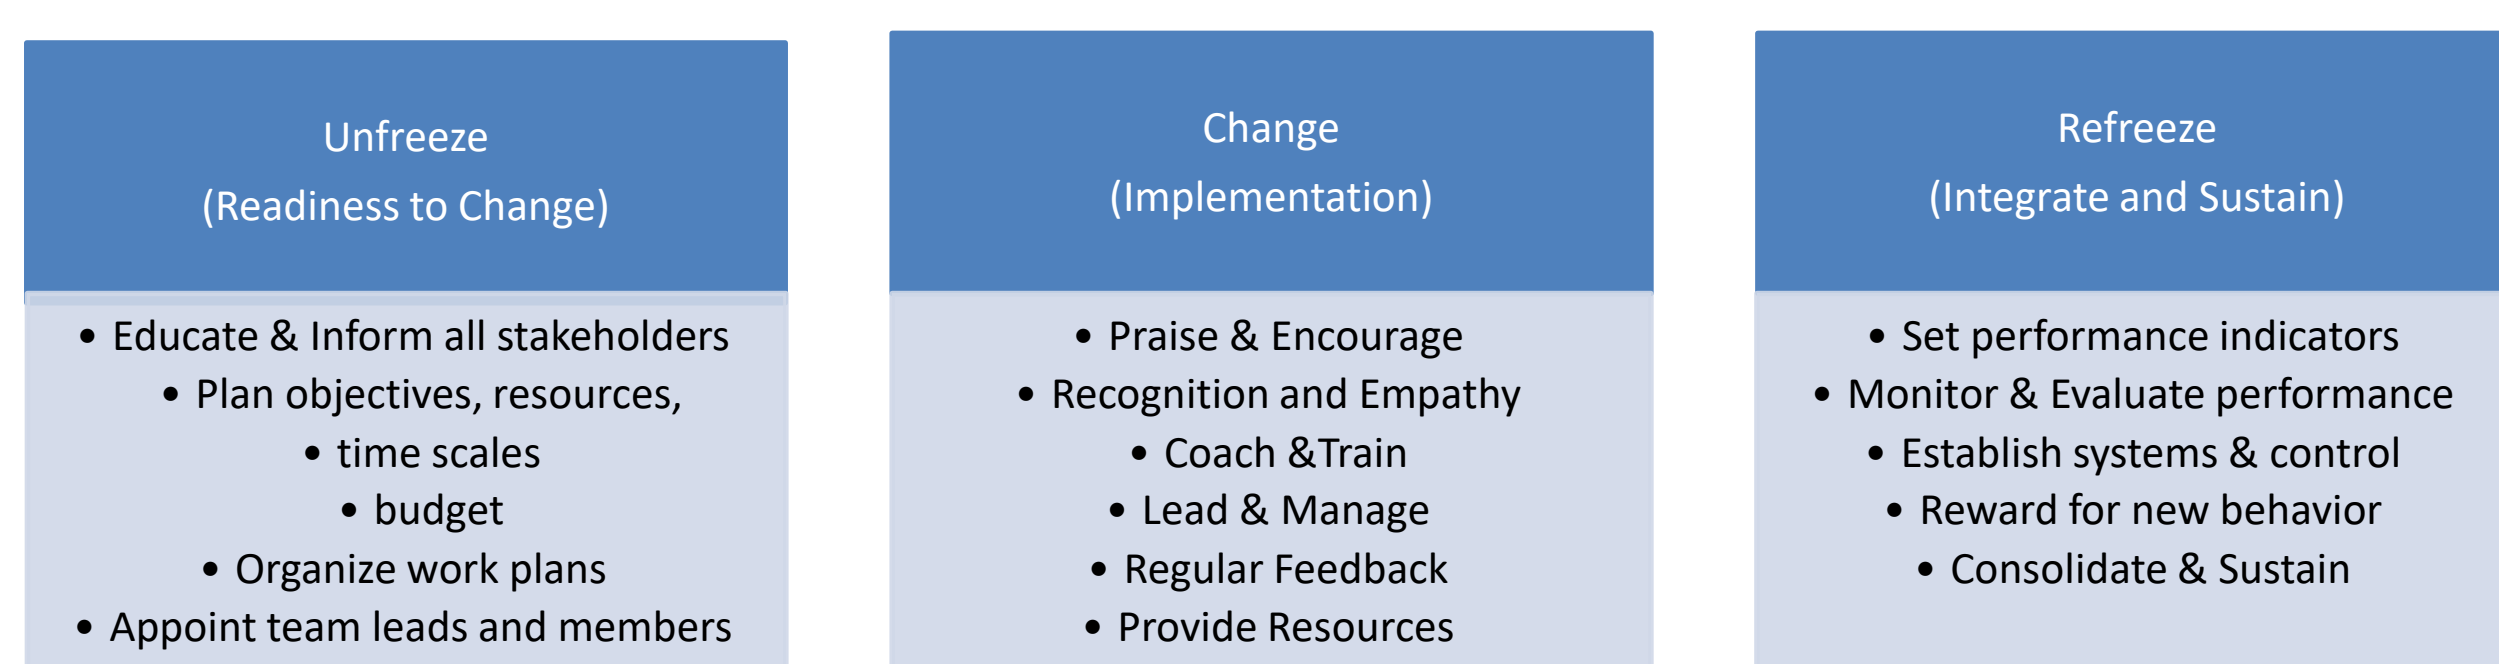 Unfreeze
(Readiness to Change)
• Educate & Inform all stakeholders
• Plan objectives, resources,
• time scales
• budget
• Organize work plans
• Appoint team leads and members
Change
(Implementation)
• Praise & Encourage
• Recognition and Empathy
• Coach &Train
• Lead & Manage
• Regular Feedback
• Provide Resources
Refreeze
(Integrate and Sustain)
• Set performance indicators
• Monitor & Evaluate performance
• Establish systems & control
• Reward for new behavior
• Consolidate & Sustain